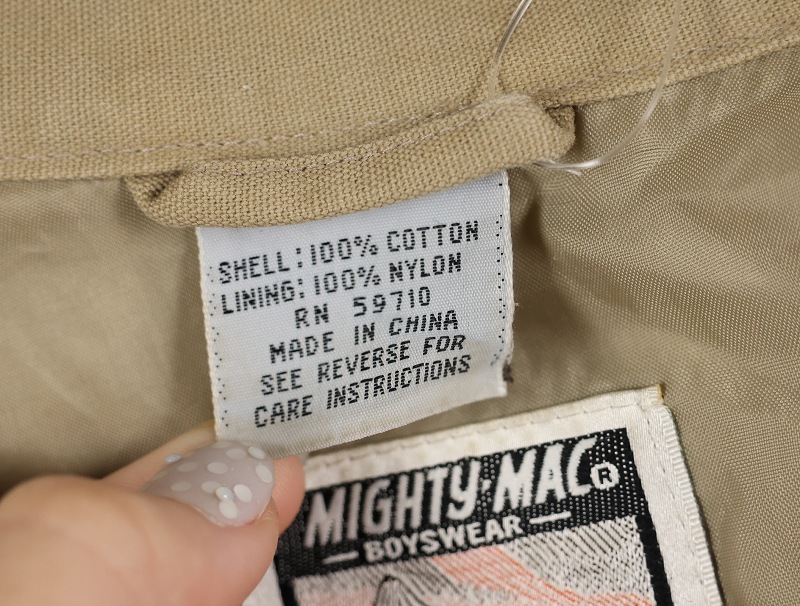 SHELL: 100% COTTON
LINING: 100% NYLON
RN 59710
MADE IN CHINA
SEE REVERSE FOR
CARE INSTRUCTIONS
MIGHTY-MAC®
— BOYSWEAR —